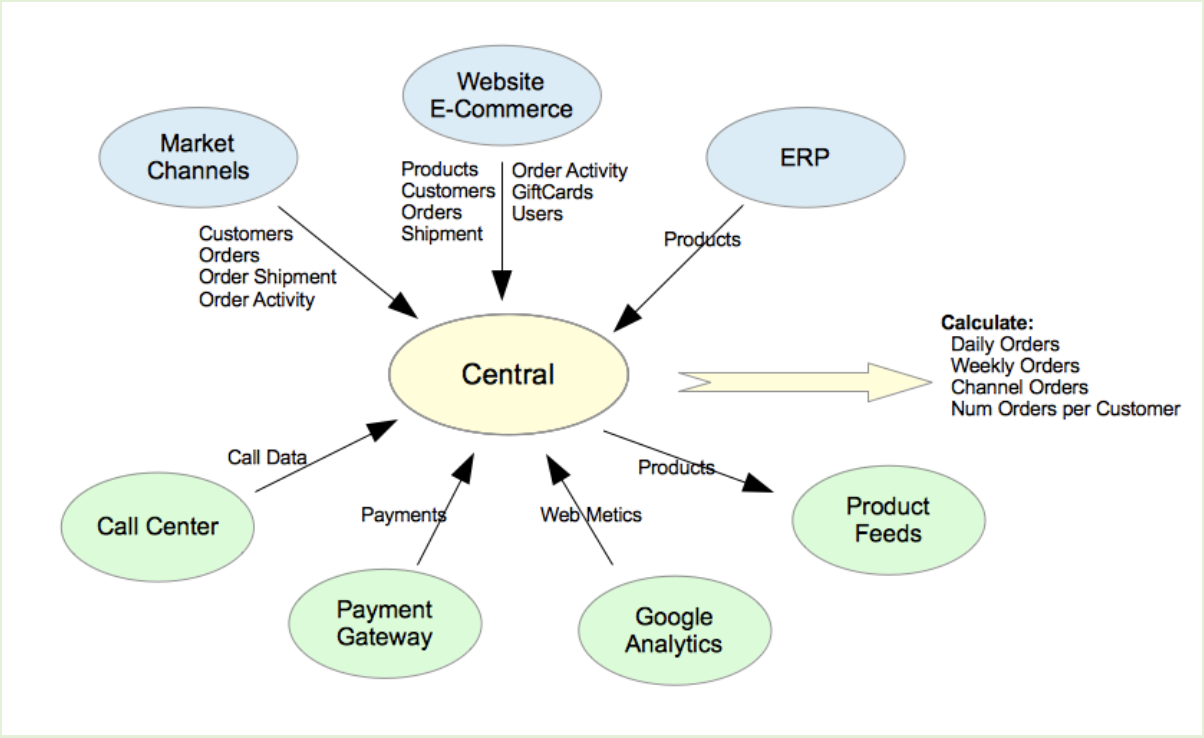 Website
E-Commerce
Market
Channels
ERP
Products
Customers
Orders
Shipment
Order Activity
GiftCards
Users
Customers
Orders
Order Shipment
Order Activity
Products
Central
Calculate:
Daily Orders
Weekly Orders
Channel Orders
Num Orders per Customer
Call Data
Products
Call Center
Payments
Web Metics
Product
Feeds
Payment
Gateway
Google
Analytics